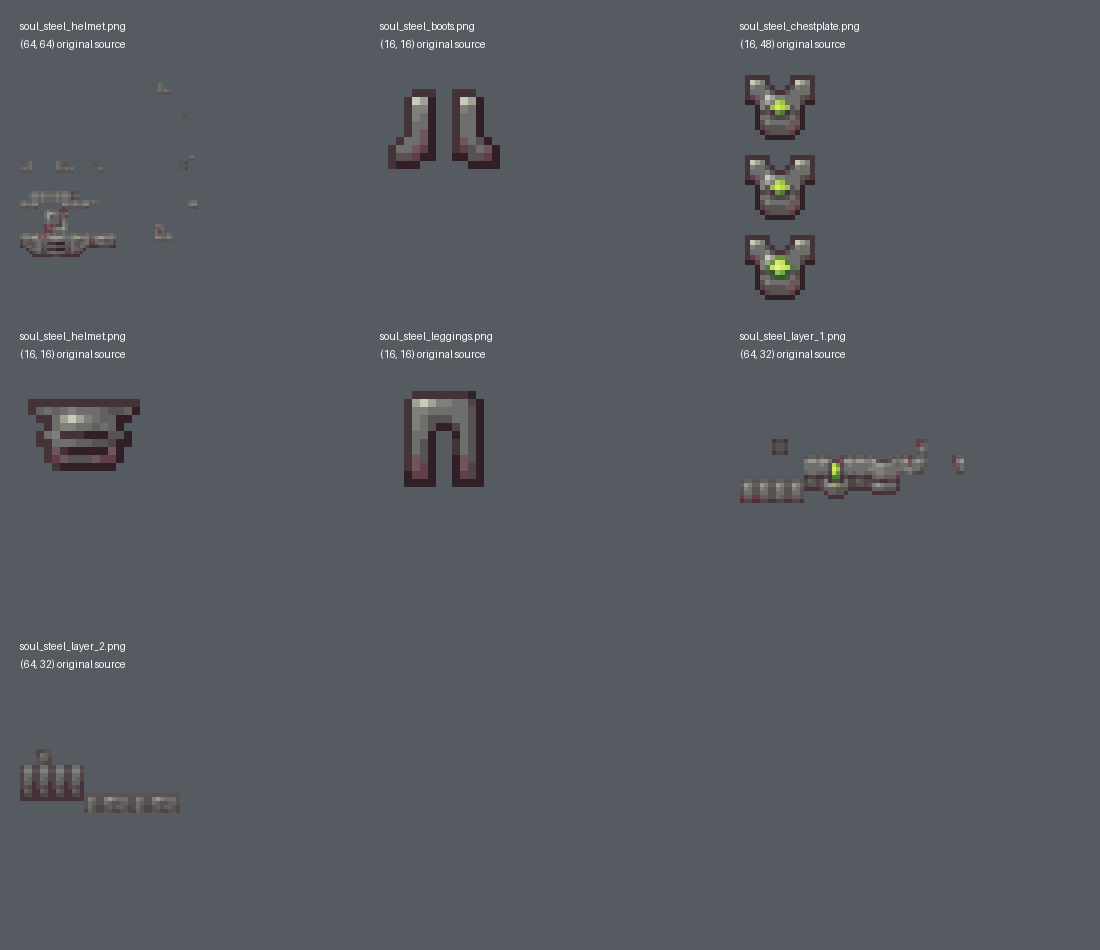 soul_steel_helmet.png
(64, 64) original source
soul_steel_boots.png
(16, 16) original source
soul_steel_chestplate.png
(16, 48) original source
soul_steel_helmet.png
(16, 16) original source
soul_steel_leggings.png
(16, 16) original source
soul_steel_layer_1.png
(64, 32) original source
soul_steel_layer_2.png
(64, 32) original source